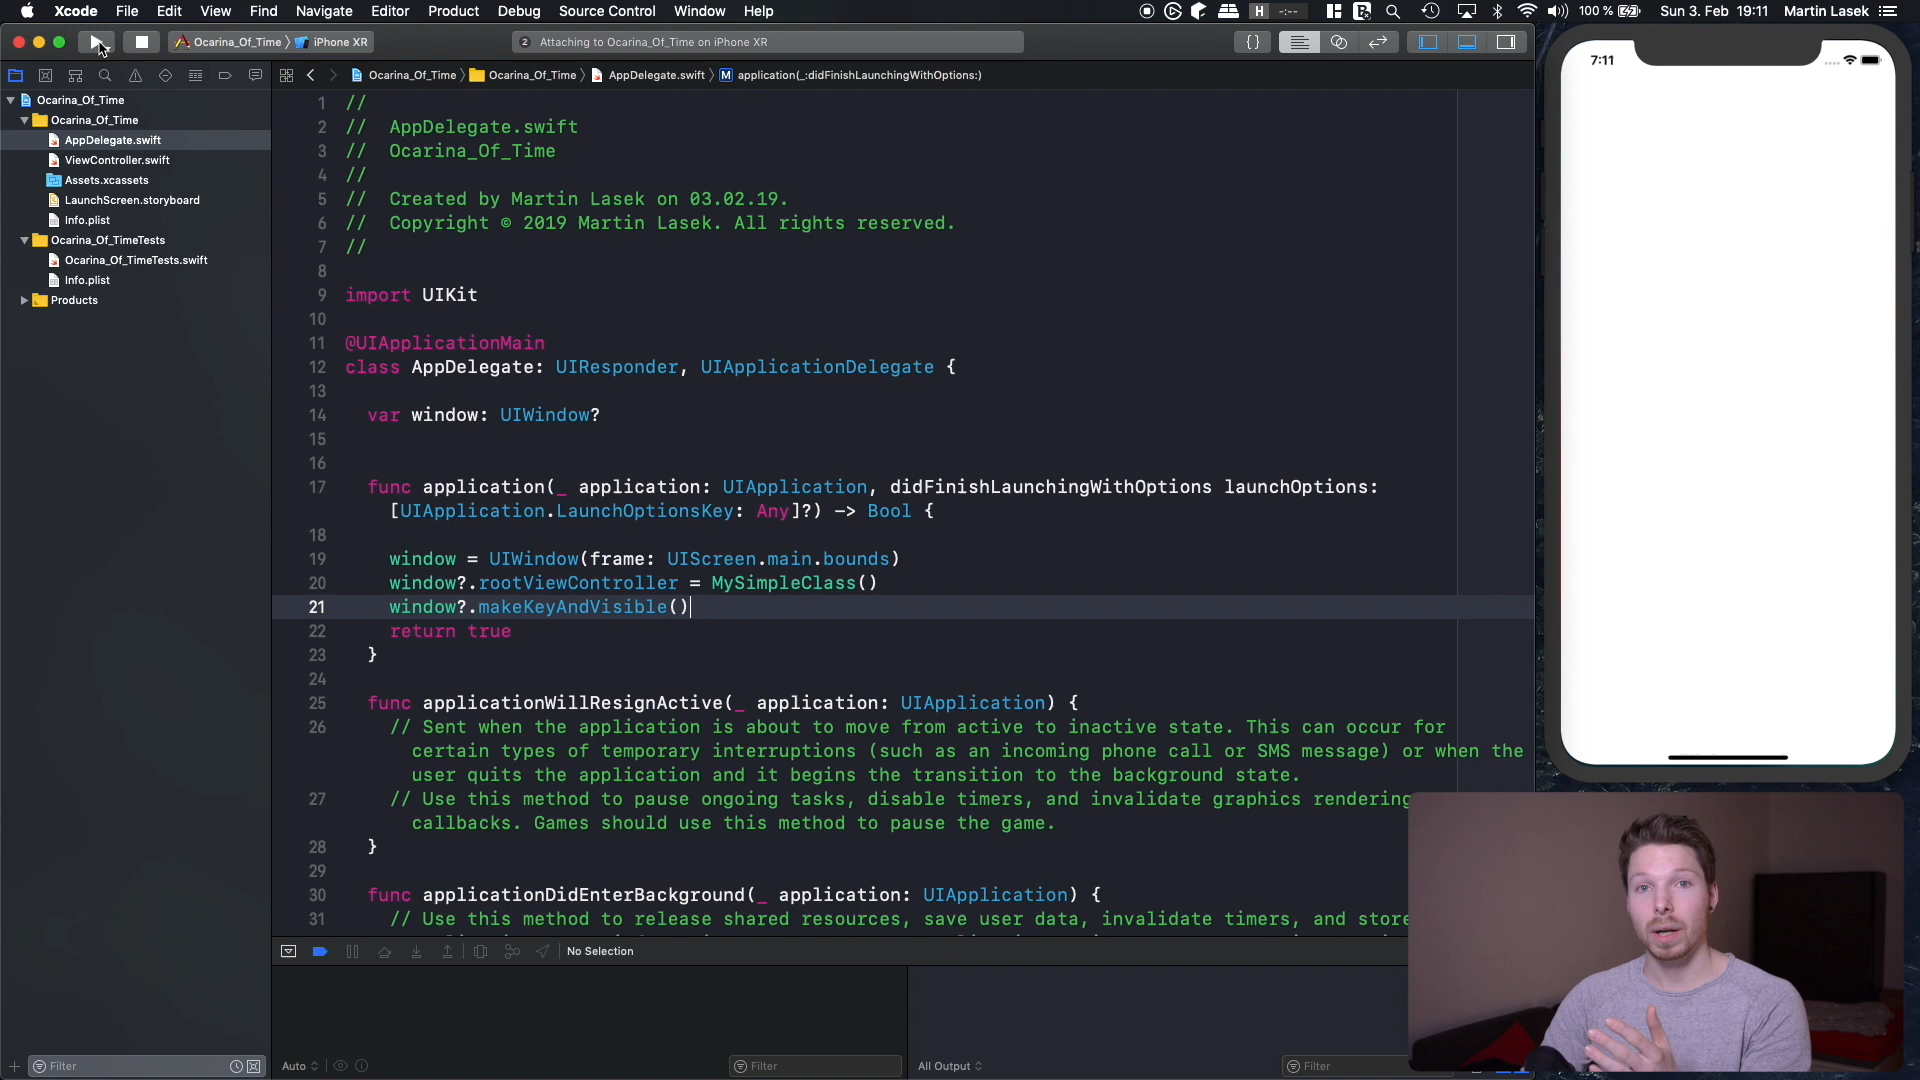 Xcode File Edit View Find Navigate Editor Product Debug Source Control Window Help H -:-- 100 % Sun 3. Feb 19:11 Martin Lasek
Ocarina_Of_Time iPhone XR 2 Attaching to Ocarina_Of_Time on iPhone XR {}
Ocarina_Of_Time Ocarina_Of_Time AppDelegate.swift M application(_:didFinishLaunchingWithOptions:)
Ocarina_Of_Time
Ocarina_Of_Time
AppDelegate.swift
ViewController.swift
Assets.xcassets
LaunchScreen.storyboard
Info.plist
Ocarina_Of_TimeTests
Ocarina_Of_TimeTests.swift
Info.plist
Products
1 //
2 // AppDelegate.swift
3 // Ocarina_Of_Time
4 //
5 // Created by Martin Lasek on 03.02.19.
6 // Copyright © 2019 Martin Lasek. All rights reserved.
7 //
8
9 import UIKit
10
11 @UIApplicationMain
12 class AppDelegate: UIResponder, UIApplicationDelegate {
13
14 var window: UIWindow?
15
16
17 func application(_ application: UIApplication, didFinishLaunchingWithOptions launchOptions:
[UIApplication.LaunchOptionsKey: Any]?) -> Bool {
18
19 window = UIWindow(frame: UIScreen.main.bounds)
20 window?.rootViewController = MySimpleClass()
21 window?.makeKeyAndVisible()
22 return true
23 }
24
25 func applicationWillResignActive(_ application: UIApplication) {
26 // Sent when the application is about to move from active to inactive state. This can occur for
certain types of temporary interruptions (such as an incoming phone call or SMS message) or when the
user quits the application and it begins the transition to the background state.
27 // Use this method to pause ongoing tasks, disable timers, and invalidate graphics rendering
callbacks. Games should use this method to pause the game.
28 }
29
30 func applicationDidEnterBackground(_ application: UIApplication) {
31 // Use this method to release shared resources, save user data, invalidate timers, and store
No Selection
Filter Auto Filter All Output Filter
7:11